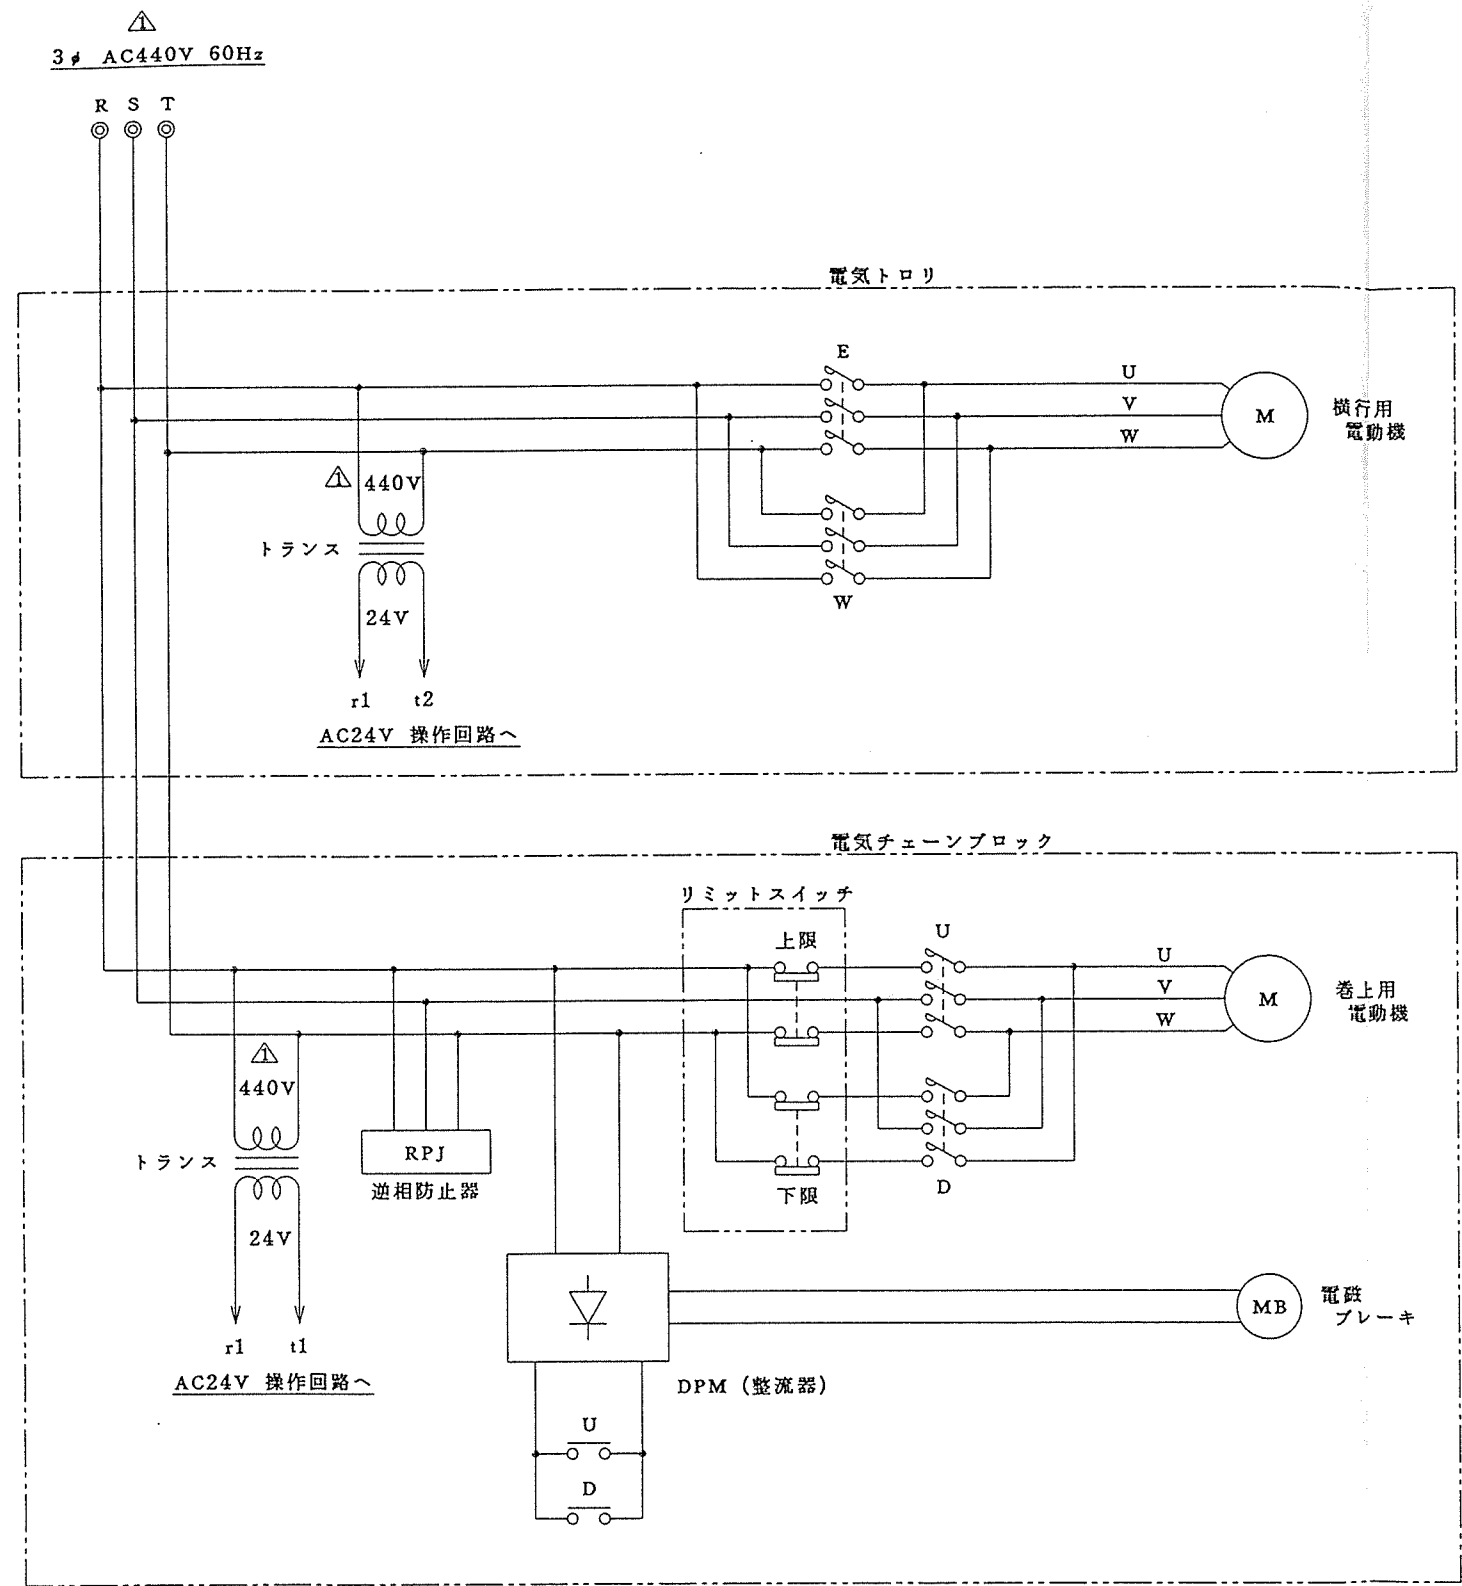 1
3φ AC440V 60Hz
R S T
電気トロリ
E
U
V
W
M
横行用
電動機
1 440V
トランス
24V
W
r1 t2
AC24V 操作回路へ
電気チェーンブロック
リミットスイッチ
上限
U
U
V
W
M
巻上用
電動機
1
440V
トランス
RPJ
逆相防止器
下限
D
24V
MB
電磁
ブレーキ
r1 t1
AC24V 操作回路へ
DPM (整流器)
U
D